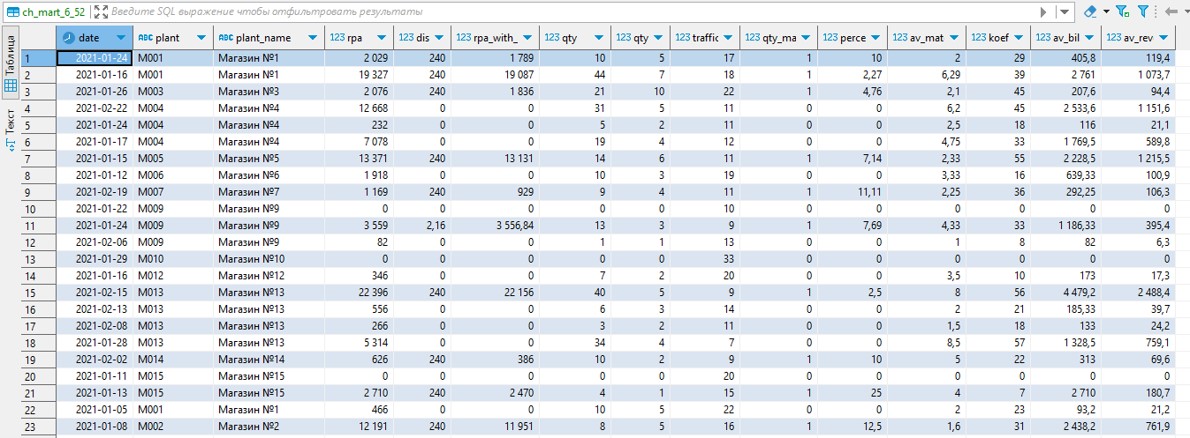 ch_mart_6_52 Введите SQL выражение чтобы отфильтровать результаты
Таблица
Текст
date ABC plant ABC plant_name 123 rpa 123 dis 123 rpa_with_ 123 qty 123 qty 123 traffic 123 qty_ma 123 perce 123 av_mat 123 koef 123 av_bil 123 av_rev
1 2021-01-24 M001 Магазин №1 2 029 240 1 789 10 5 17 1 10 2 29 405,8 119,4
2 2021-01-16 M001 Магазин №1 19 327 240 19 087 44 7 18 1 2,27 6,29 39 2 761 1 073,7
3 2021-01-26 M003 Магазин №3 2 076 240 1 836 21 10 22 1 4,76 2,1 45 207,6 94,4
4 2021-02-22 M004 Магазин №4 12 668 0 0 31 5 11 0 0 6,2 45 2 533,6 1 151,6
5 2021-01-24 M004 Магазин №4 232 0 0 5 2 11 0 0 2,5 18 116 21,1
6 2021-01-17 M004 Магазин №4 7 078 0 0 19 4 12 0 0 4,75 33 1 769,5 589,8
7 2021-01-15 M005 Магазин №5 13 371 240 13 131 14 6 11 1 7,14 2,33 55 2 228,5 1 215,5
8 2021-01-12 M006 Магазин №6 1 918 0 0 10 3 19 0 0 3,33 16 639,33 100,9
9 2021-02-19 M007 Магазин №7 1 169 240 929 9 4 11 1 11,11 2,25 36 292,25 106,3
10 2021-01-22 M009 Магазин №9 0 0 0 0 0 10 0 0 0 0 0 0
11 2021-01-24 M009 Магазин №9 3 559 2,16 3 556,84 13 3 9 1 7,69 4,33 33 1 186,33 395,4
12 2021-02-06 M009 Магазин №9 82 0 0 1 1 13 0 0 1 8 82 6,3
13 2021-01-29 M010 Магазин №10 0 0 0 0 0 33 0 0 0 0 0 0
14 2021-01-16 M012 Магазин №12 346 0 0 7 2 20 0 0 3,5 10 173 17,3
15 2021-02-15 M013 Магазин №13 22 396 240 22 156 40 5 9 1 2,5 8 56 4 479,2 2 488,4
16 2021-02-13 M013 Магазин №13 556 0 0 6 3 14 0 0 2 21 185,33 39,7
17 2021-02-08 M013 Магазин №13 266 0 0 3 2 11 0 0 1,5 18 133 24,2
18 2021-01-28 M013 Магазин №13 5 314 0 0 34 4 7 0 0 8,5 57 1 328,5 759,1
19 2021-02-02 M014 Магазин №14 626 240 386 10 2 9 1 10 5 22 313 69,6
20 2021-01-11 M015 Магазин №15 0 0 0 0 0 20 0 0 0 0 0 0
21 2021-01-13 M015 Магазин №15 2 710 240 2 470 4 1 15 1 25 4 7 2 710 180,7
22 2021-01-05 M001 Магазин №1 466 0 0 10 5 22 0 0 2 23 93,2 21,2
23 2021-01-08 M002 Магазин №2 12 191 240 11 951 8 5 16 1 12,5 1,6 31 2 438,2 761,9